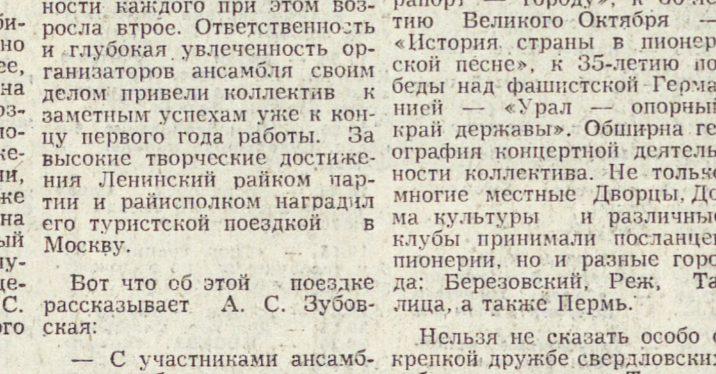 ности каждого при этом воз-
росла втрое. Ответственность
и глубокая увлеченность ор-
ганизаторов ансамбля своим
делом привели коллектив к
заметным успехам уже к кон-
цу первого года работы. За
высокие творческие достиже-
ния Ленинский райком пар-
тии и райисполком наградил
его туристской поездкой в
Москву.
Вот что об этой поездке
рассказывает А. С. Зубов-
ская:
— С участниками ансамб-
тию Великого Октября —
«История страны в пионер
ской песне», к 35-летию по
беды над фашистской Герма
нией — «Урал — опорный
край державы». Обширна ге
ография концертной деятель
ности коллектива. Не только
многие местные Дворцы, До
ма культуры и различные
клубы принимали посланцев
пионерии, но и разные горо
да: Березовский, Реж, Та
лица, а также Пермь.
Нельзя не сказать особо о
крепкой дружбе свердловских